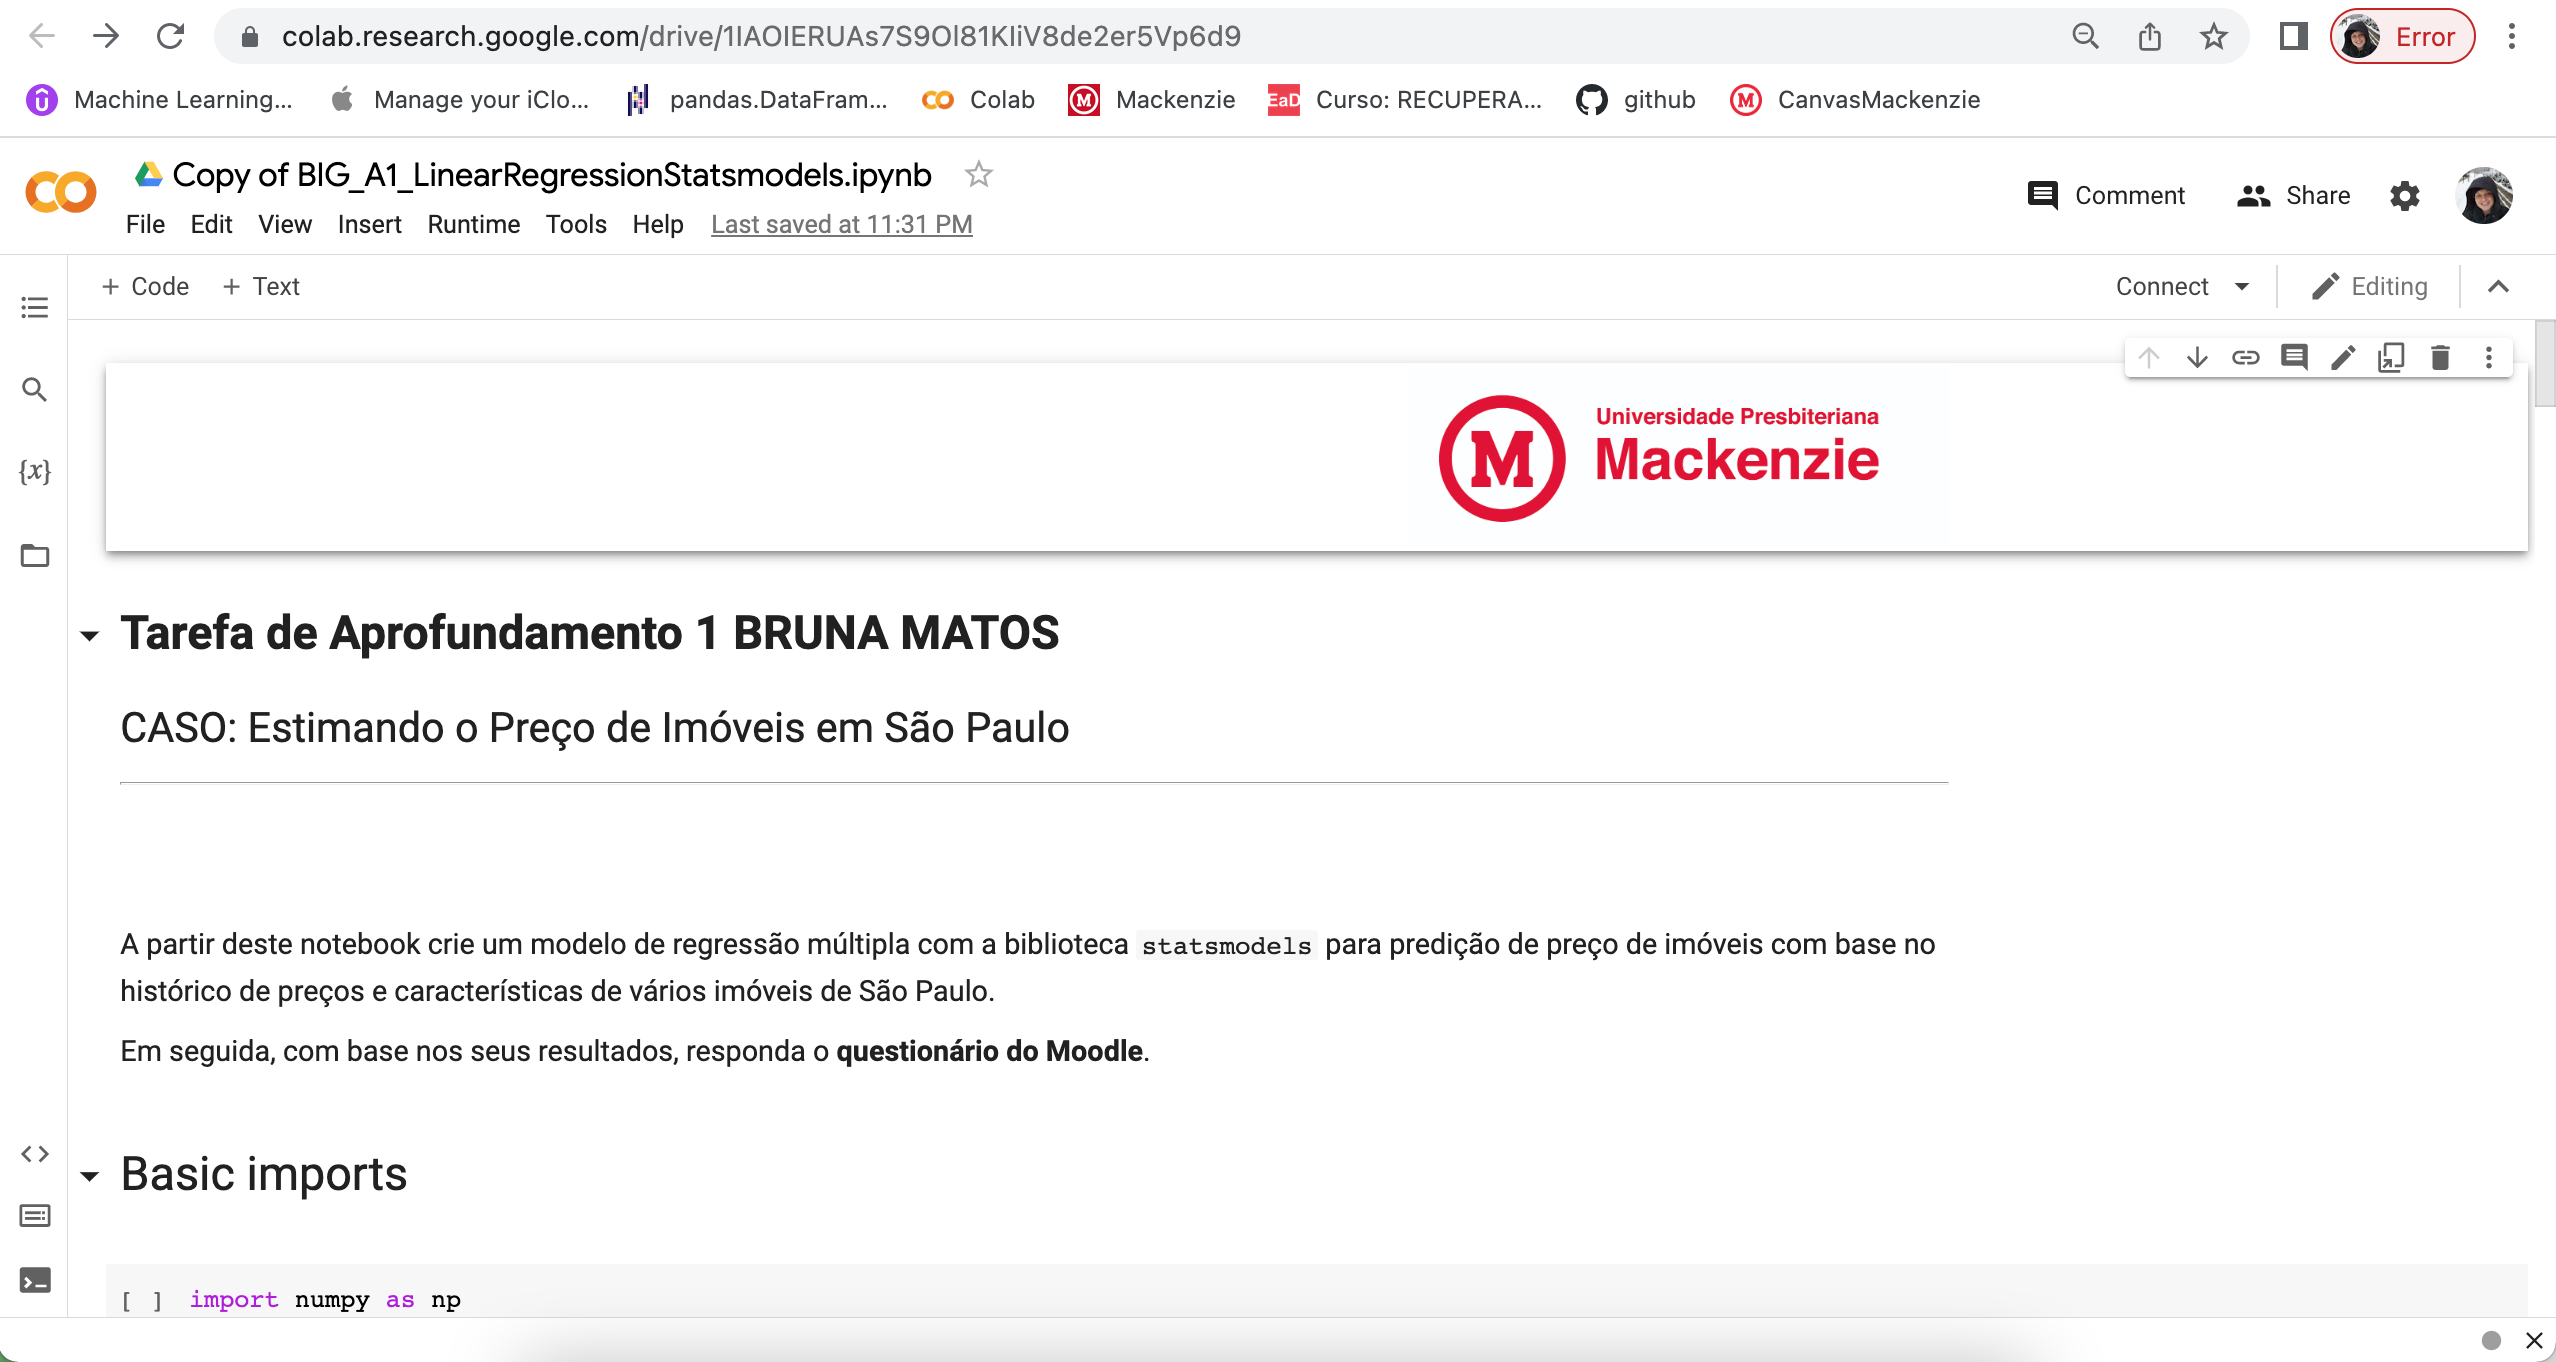 colab.research.google.com/drive/1IAOIERUAs7S9Ol81KIiV8de2er5Vp6d9
Error
Machine Learning...
Manage your iClo...
pandas.DataFram...
Colab
Mackenzie
EaD
Curso: RECUPERA...
github
CanvasMackenzie
Copy of BIG_A1_LinearRegressionStatsmodels.ipynb
File Edit View Insert Runtime Tools Help Last saved at 11:31 PM
Comment
Share
+ Code + Text
Connect
Editing
{x}
M
Universidade Presbiteriana
Mackenzie
Tarefa de Aprofundamento 1 BRUNA MATOS
CASO: Estimando o Preço de Imóveis em São Paulo
A partir deste notebook crie um modelo de regressão múltipla com a biblioteca statsmodels para predição de preço de imóveis com base no
histórico de preços e características de vários imóveis de São Paulo.
Em seguida, com base nos seus resultados, responda o questionário do Moodle.
Basic imports
[ ] import numpy as np